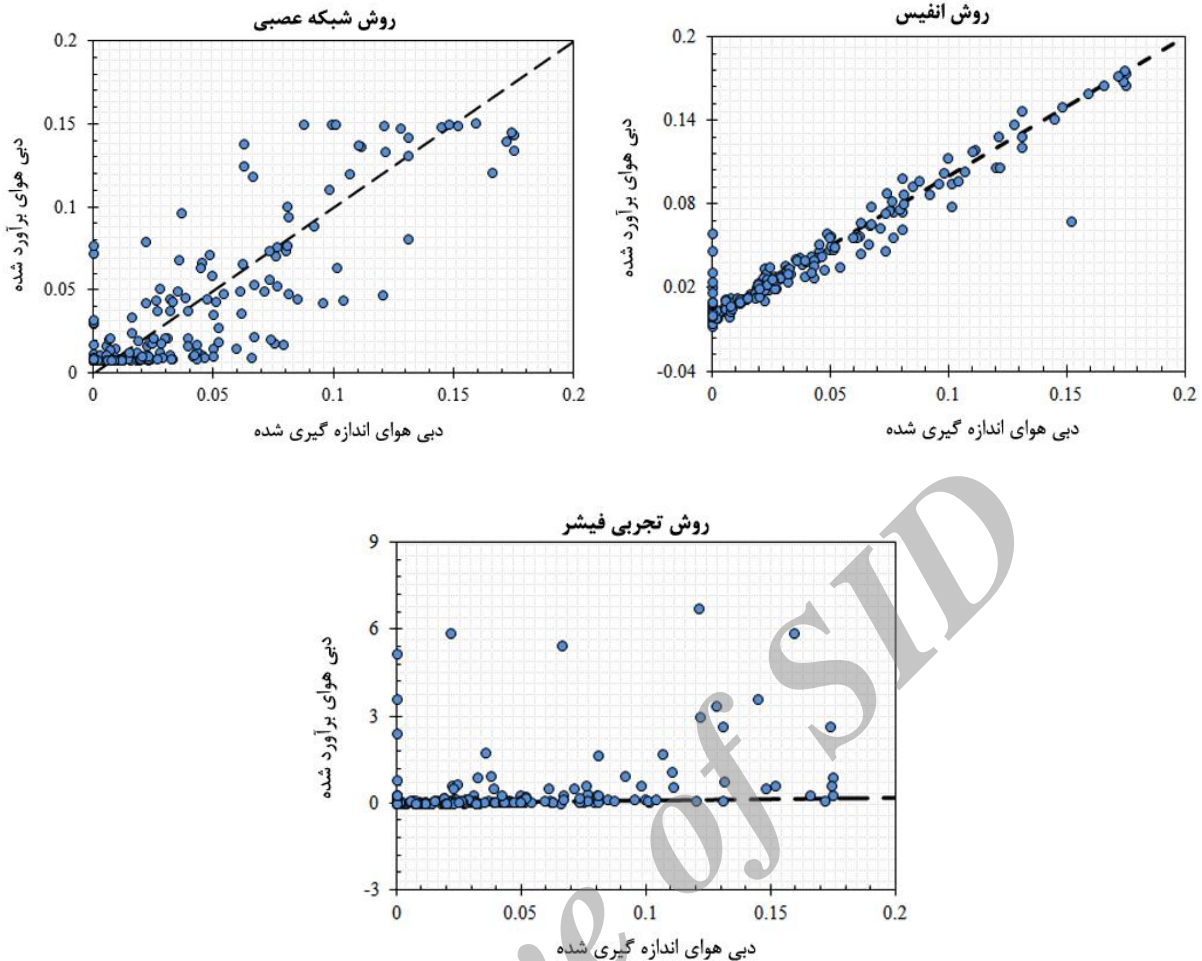 روش شبکه عصبی
0.2
0.15
0.1
0.05
0
0 0.05 0.1 0.15 0.2
دبی هوای برآورد شده
دبی هوای اندازه گیری شده
روش انفیس
0.2
0.14
0.08
0.02
-0.04
0 0.05 0.1 0.15 0.2
دبی هوای برآورد شده
دبی هوای اندازه گیری شده
روش تجربی فیشر
9
6
3
0
-3
0 0.05 0.1 0.15 0.2
دبی هوای برآورد شده
دبی هوای اندازه گیری شده
of SID